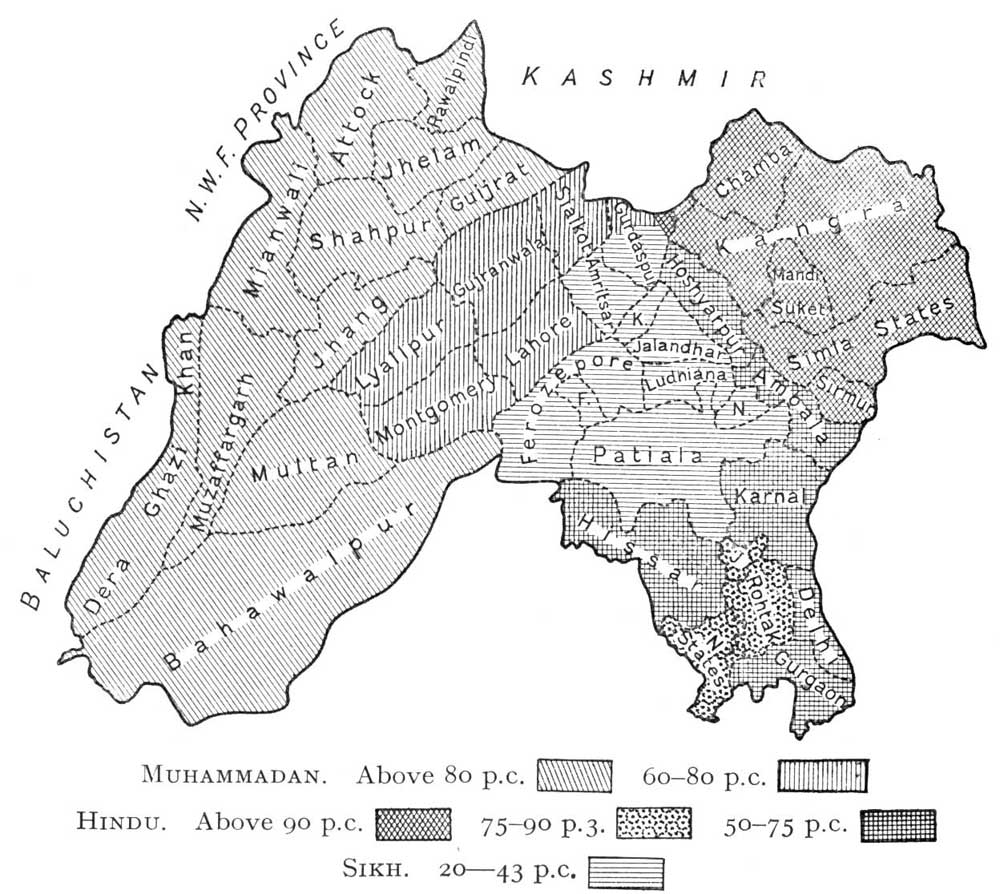 N.W.F. PROVINCE
KASHMIR
BALUCHISTAN
Attock
Rawalpindi
Jhelam
Gujrat
Mianwali
Shahpur
Sialkot
Gurdaspur
Chamba
Kangra
Gujranwala
Amritsar
Hoshyarpur
Mandi
Suket
Jhang
Lyallpur
Lahore
K.
Jalandhar
Simla
States
Montgomery
Ferozepore
F.
Ludniana
N.
Ambala
Sirmur
Dera Ghazi Khan
Muzaffargarh
Multan
Patiala
Karnal
Bahawalpur
Hissar
J.
Rohtak
Delhi
N.
States
Gurgaon
MUHAMMADAN. Above 80 p.c. 60–80 p.c.
HINDU. Above 90 p.c. 75–90 p.3. 50–75 p.c.
SIKH. 20—43 p.c.